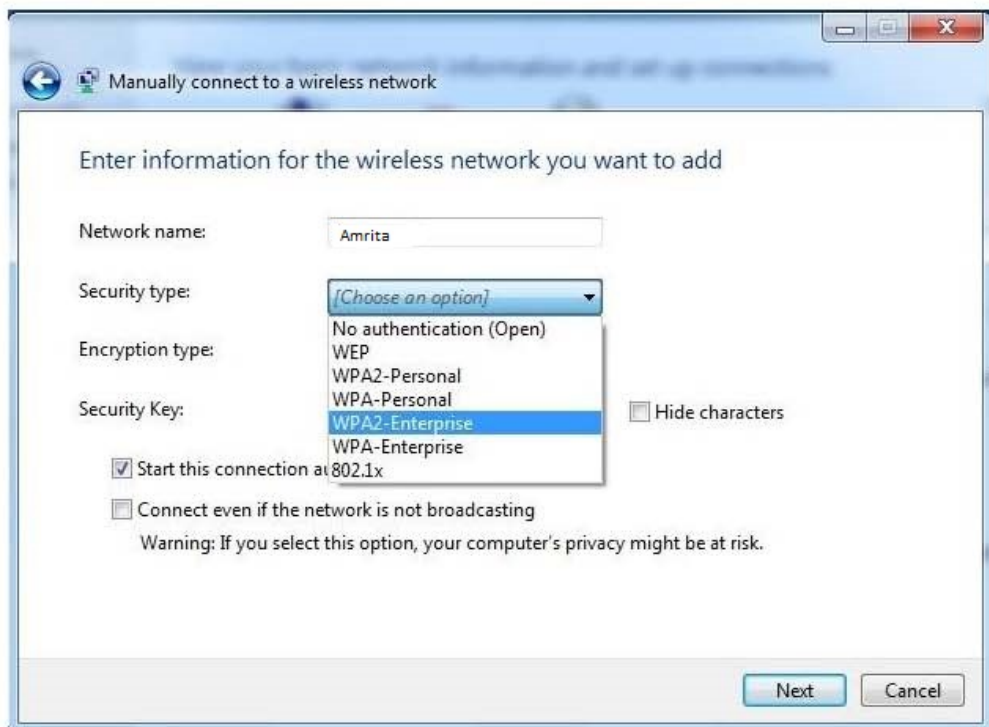 Manually connect to a wireless network
Enter information for the wireless network you want to add
Network name:
Amrita
Security type:
[Choose an option]
No authentication (Open)
WEP
Encryption type:
WPA2-Personal
WPA-Personal
Security Key:
WPA2-Enterprise
Hide characters
WPA-Enterprise
Start this connection
802.1x
Connect even if the network is not broadcasting
Warning: If you select this option, your computer's privacy might be at risk.
Next
Cancel